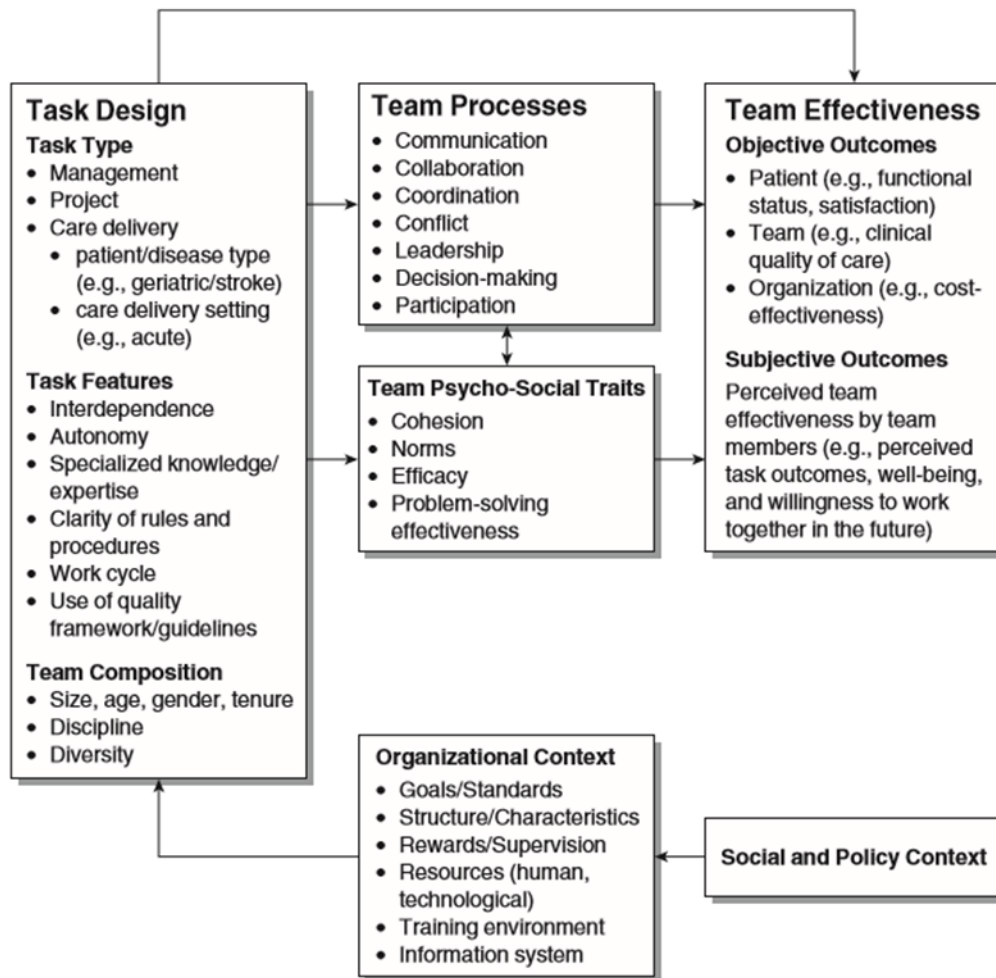 Task Design
Task Type
• Management
• Project
• Care delivery
• patient/disease type
(e.g., geriatric/stroke)
• care delivery setting
(e.g., acute)
Task Features
• Interdependence
• Autonomy
• Specialized knowledge/
expertise
• Clarity of rules and
procedures
• Work cycle
• Use of quality
framework/guidelines
Team Composition
• Size, age, gender, tenure
• Discipline
• Diversity
Team Processes
• Communication
• Collaboration
• Coordination
• Conflict
• Leadership
• Decision-making
• Participation
Team Psycho-Social Traits
• Cohesion
• Norms
• Efficacy
• Problem-solving
effectiveness
Team Effectiveness
Objective Outcomes
• Patient (e.g., functional
status, satisfaction)
• Team (e.g., clinical
quality of care)
• Organization (e.g., cost-
effectiveness)
Subjective Outcomes
Perceived team
effectiveness by team
members (e.g., perceived
task outcomes, well-being,
and willingness to work
together in the future)
Organizational Context
• Goals/Standards
• Structure/Characteristics
• Rewards/Supervision
• Resources (human,
technological)
• Training environment
• Information system
Social and Policy Context